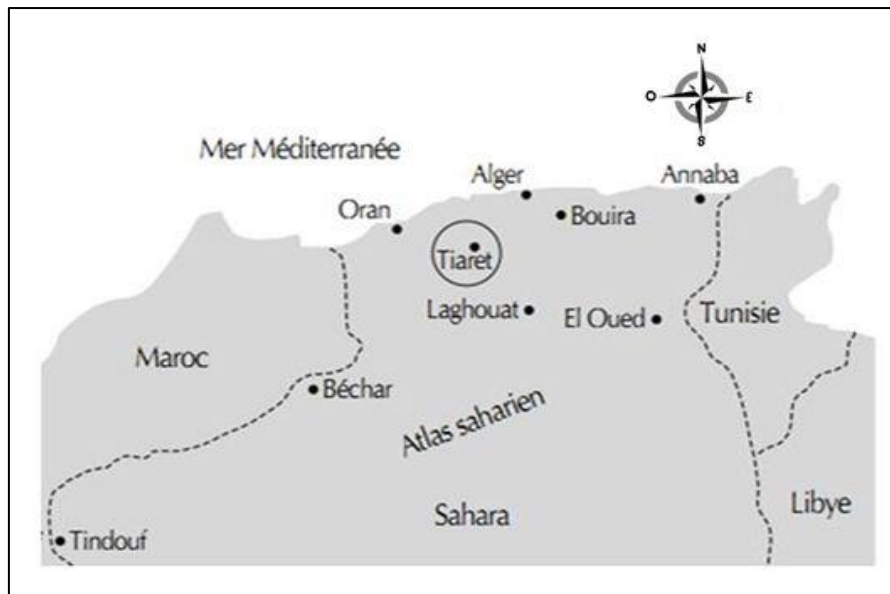 N
O
E
S
Mer Méditerranée
Alger
Annaba
Oran
Bouira
Tiaret
Laghouat
El Oued
Tunisie
Maroc
Béchar
Atlas saharien
Sahara
Libye
Tindouf